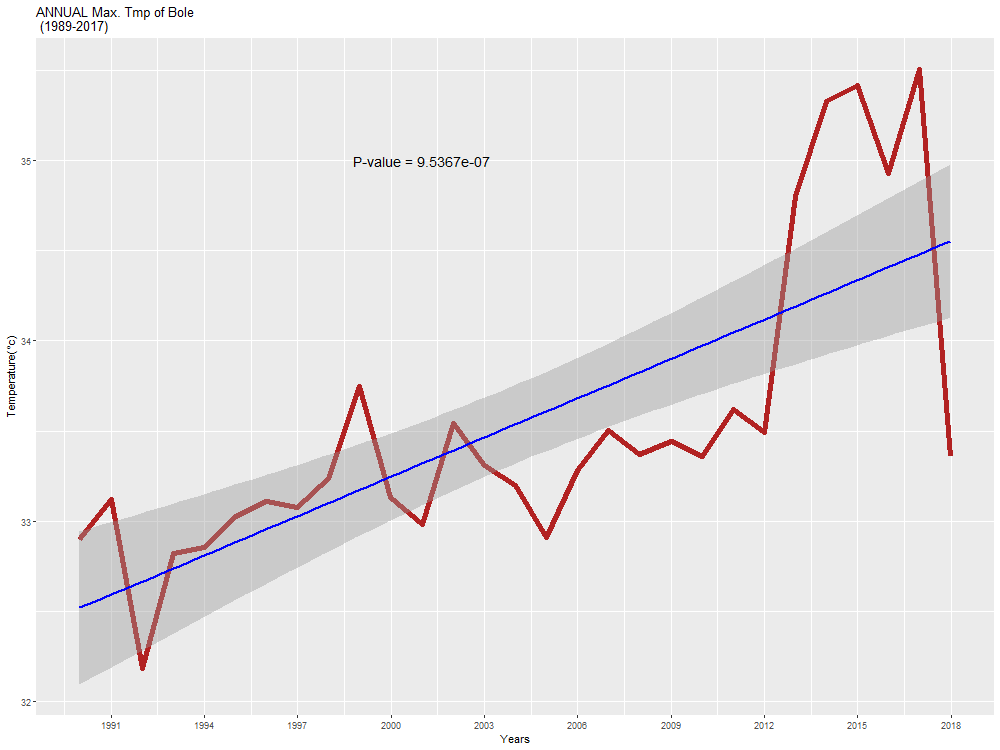 ANNUAL Max. Tmp of Bole
(1989-2017)
P-value = 9.5367e-07
Temperature(°c)
35
34
33
32
1991 1994 1997 2000 2003 2006 2009 2012 2015 2018
Years